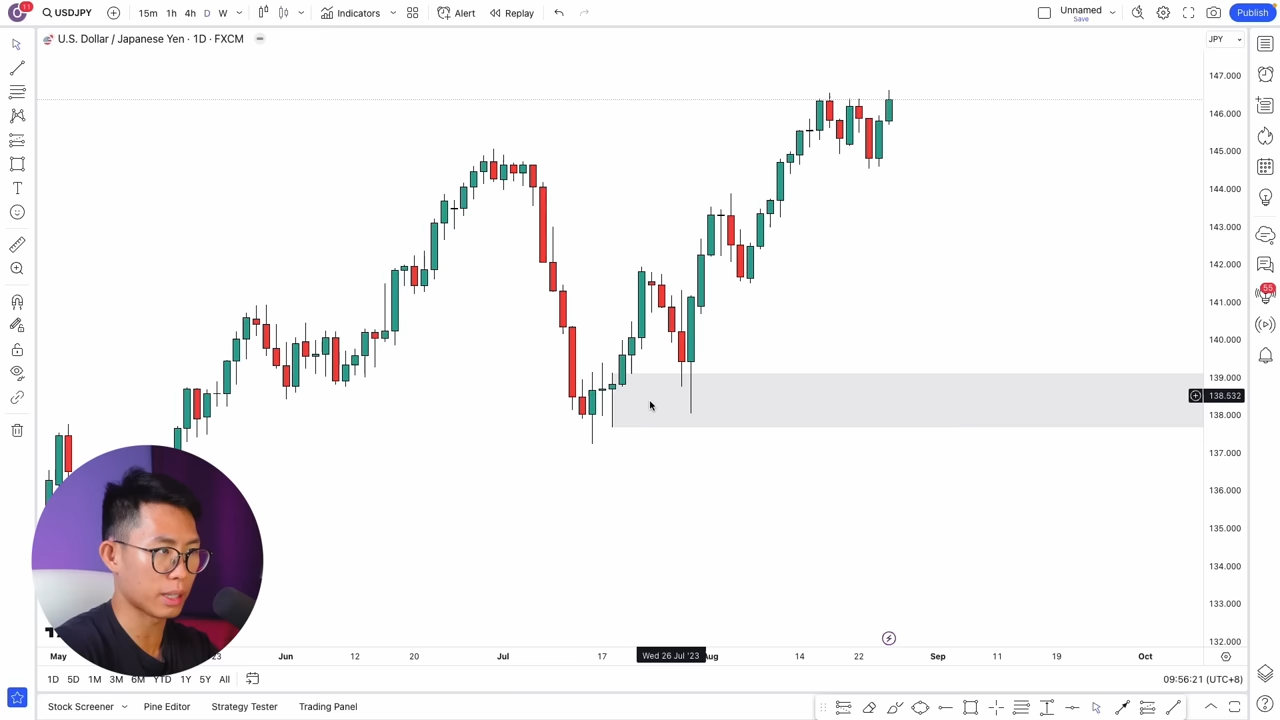 11
USDJPY
15m 1h 4h D W
Indicators
Alert
Replay
Unnamed
Save
Publish
U.S. Dollar / Japanese Yen · 1D · FXCM
JPY
147.000
146.000
145.000
144.000
143.000
142.000
141.000
140.000
139.000
138.532
138.000
137.000
136.000
135.000
134.000
133.000
132.000
55
May
23
Jun
12
20
Jul
17
Wed 26 Jul '23
Aug
14
22
Sep
11
19
Oct
1D 5D 1M 3M 6M YTD 1Y 5Y All
09:56:21 (UTC+8)
Stock Screener
Pine Editor
Strategy Tester
Trading Panel